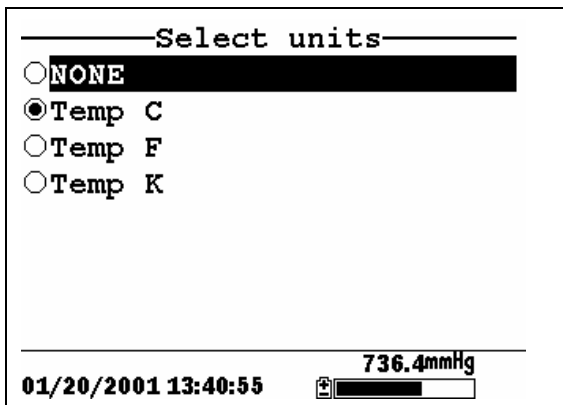 Select units
NONE
Temp C
Temp F
Temp K
736.4mmHg
01/20/2001 13:40:55